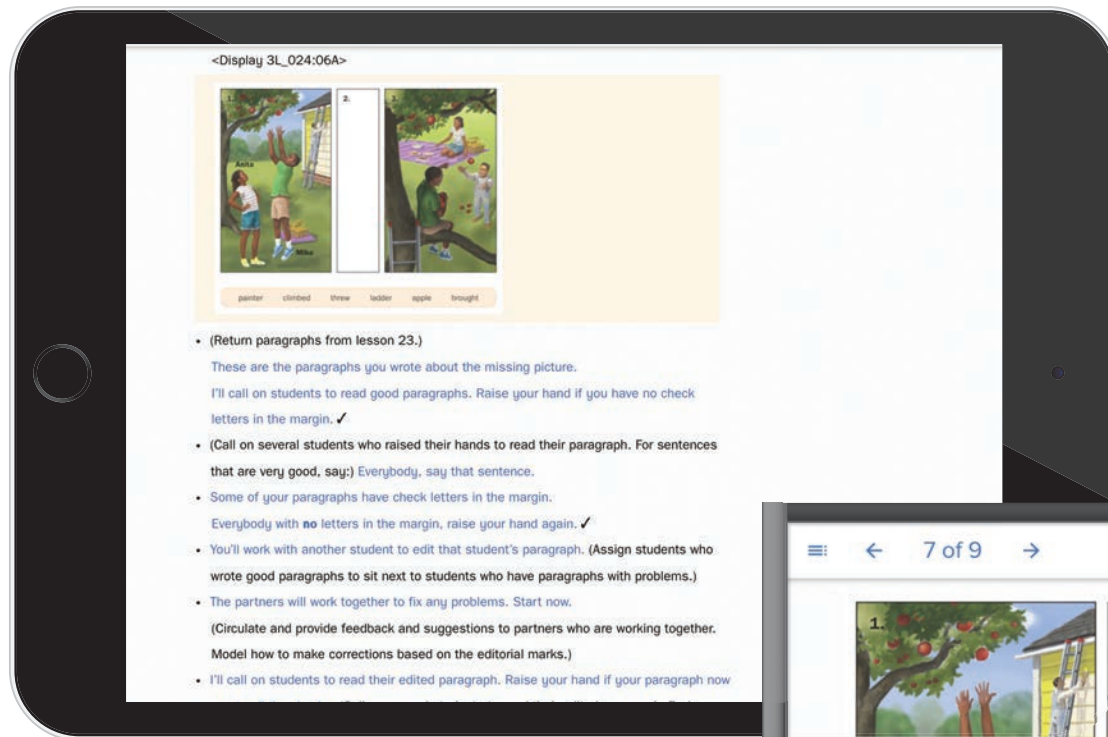 <Display 3L_024:06A>
1. 2. 3.
Anita
Mike
painter climbed threw ladder apple brought
• (Return paragraphs from lesson 23.)
These are the paragraphs you wrote about the missing picture.
I'll call on students to read good paragraphs. Raise your hand if you have no check
letters in the margin. ✓
• (Call on several students who raised their hands to read their paragraph. For sentences
that are very good, say:) Everybody, say that sentence.
• Some of your paragraphs have check letters in the margin.
Everybody with no letters in the margin, raise your hand again. ✓
• You'll work with another student to edit that student's paragraph. (Assign students who
wrote good paragraphs to sit next to students who have paragraphs with problems.)
• The partners will work together to fix any problems. Start now.
(Circulate and provide feedback and suggestions to partners who are working together.
Model how to make corrections based on the editorial marks.)
• I'll call on students to read their edited paragraph. Raise your hand if your paragraph now
7 of 9
1.